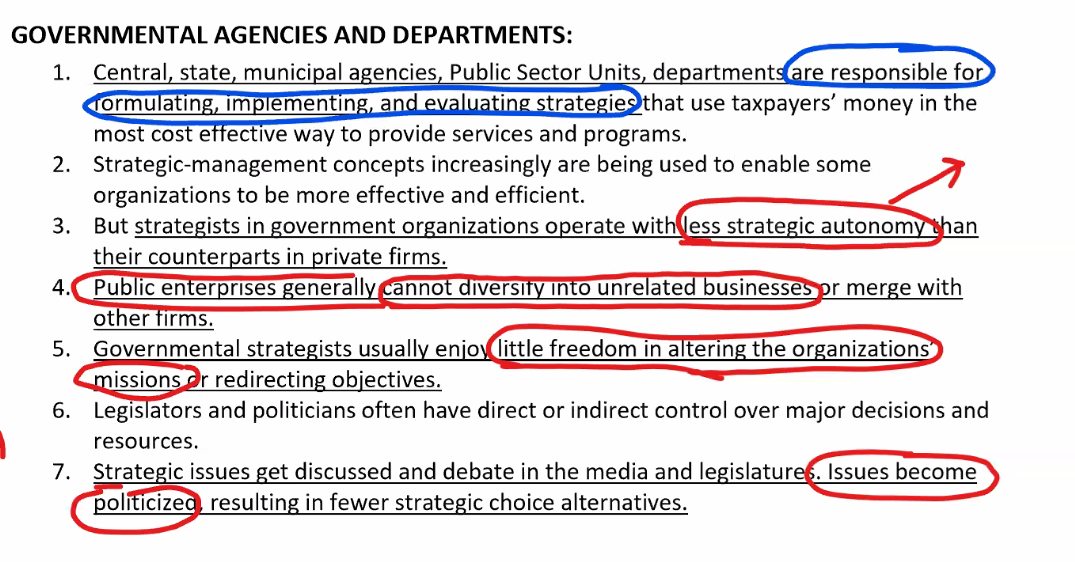 GOVERNMENTAL AGENCIES AND DEPARTMENTS:
1. Central, state, municipal agencies, Public Sector Units, departments are responsible for
formulating, implementing, and evaluating strategies that use taxpayers' money in the
most cost effective way to provide services and programs.
2. Strategic-management concepts increasingly are being used to enable some
organizations to be more effective and efficient.
3. But strategists in government organizations operate with less strategic autonomy than
their counterparts in private firms.
4. Public enterprises generally cannot diversify into unrelated businesses or merge with
other firms.
5. Governmental strategists usually enjoy little freedom in altering the organizations'
missions or redirecting objectives.
6. Legislators and politicians often have direct or indirect control over major decisions and
resources.
7. Strategic issues get discussed and debate in the media and legislatures. Issues become
politicized, resulting in fewer strategic choice alternatives.